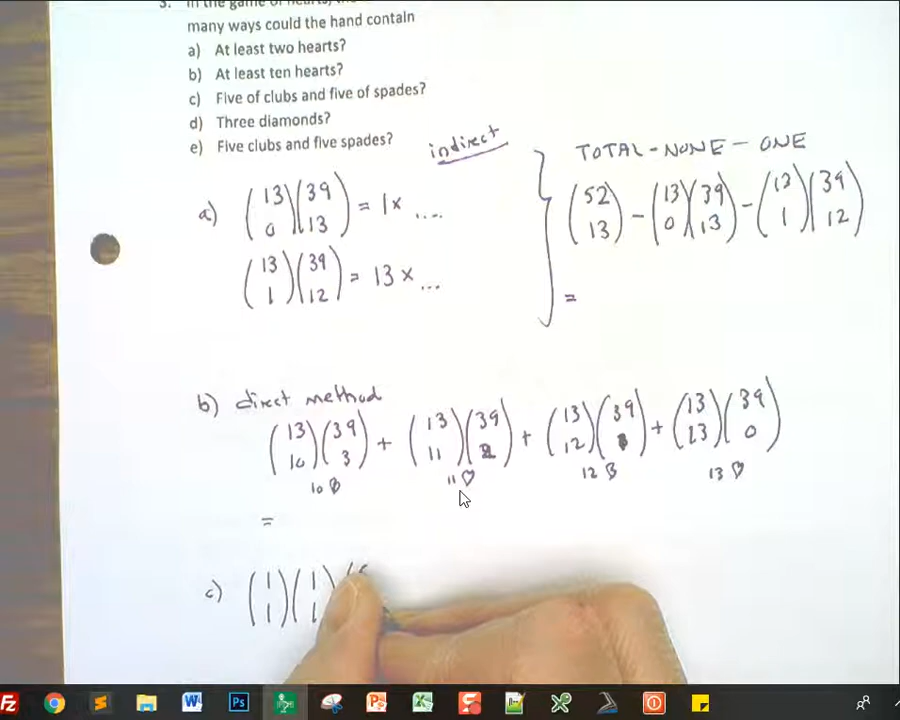 3. In the game of hearts, the
many ways could the hand contain
a) At least two hearts?
b) At least ten hearts?
c) Five of clubs and five of spades?
d) Three diamonds?
e) Five clubs and five spades?
indirect
TOTAL - NONE - ONE
a) (13 0)(39 13) = 1x ....
(52 13) - (13 0)(39 13) - (13 1)(39 12)
(13 1)(39 12) = 13 x ...
=
b) direct method
(13 10)(39 3) + (13 11)(39 2) + (13 12)(39 1) + (13 13)(39 0)
10 ♡ 11 ♡ 12 ♡ 13 ♡
=
c) (1 1)(1 1)(